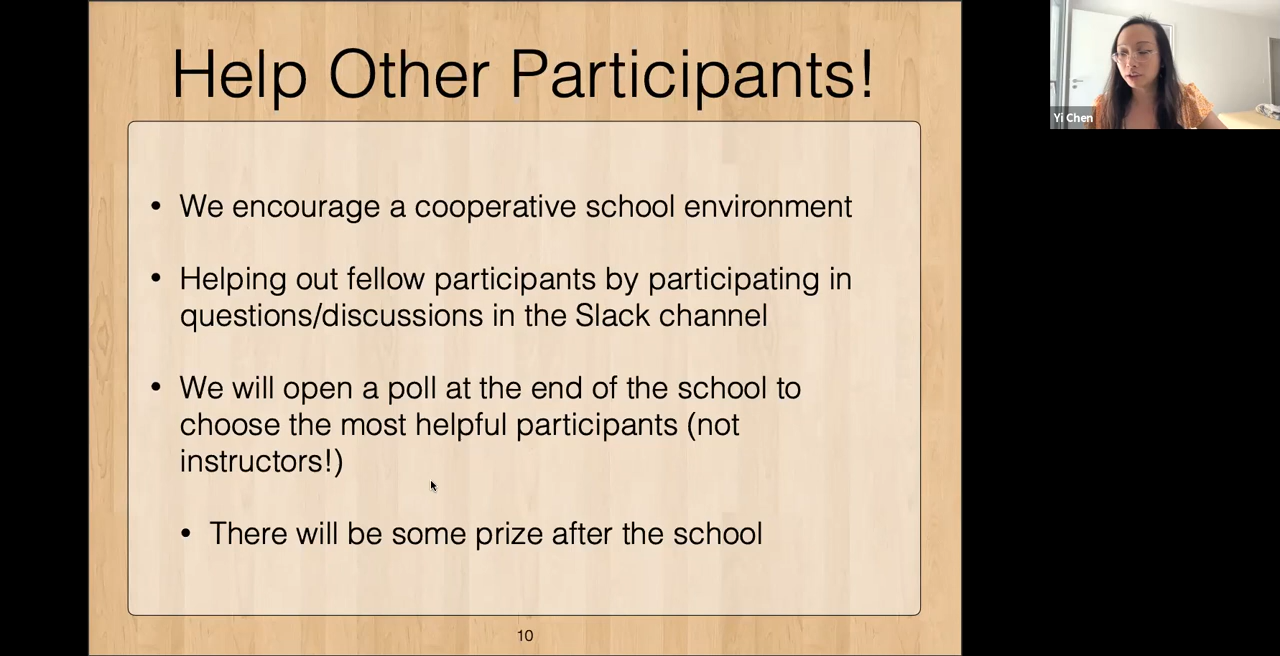 Help Other Participants!
• We encourage a cooperative school environment
• Helping out fellow participants by participating in
questions/discussions in the Slack channel
• We will open a poll at the end of the school to
choose the most helpful participants (not
instructors!)
• There will be some prize after the school
10
Yi Chen